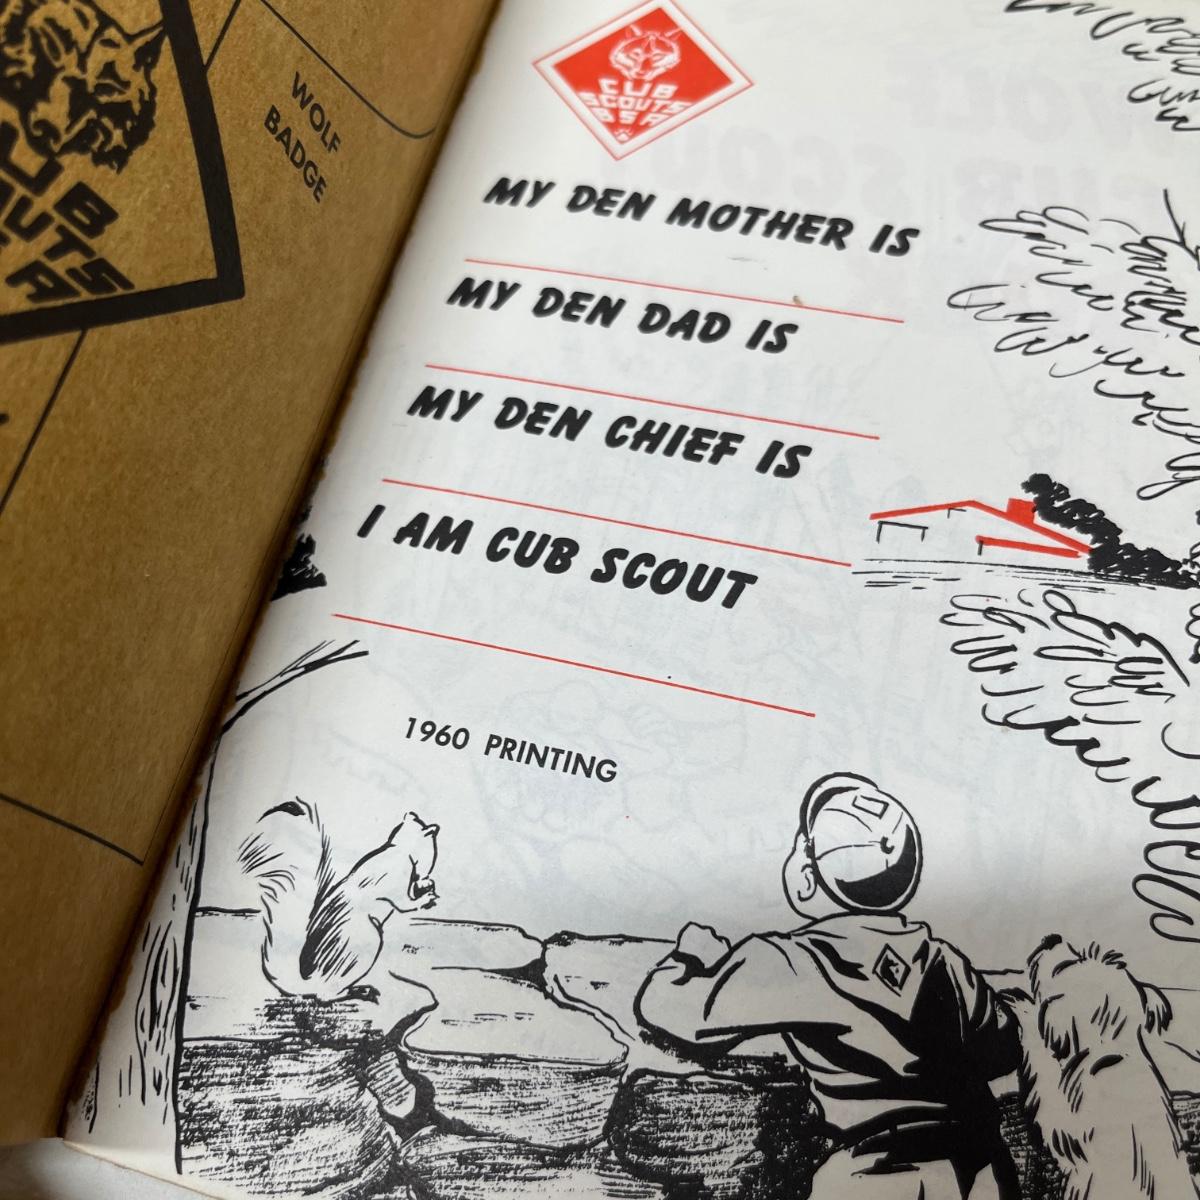 WOLF
BADGE
CUB
SCOUTS
BSA
MY DEN MOTHER IS
MY DEN DAD IS
MY DEN CHIEF IS
I AM CUB SCOUT
1960 PRINTING